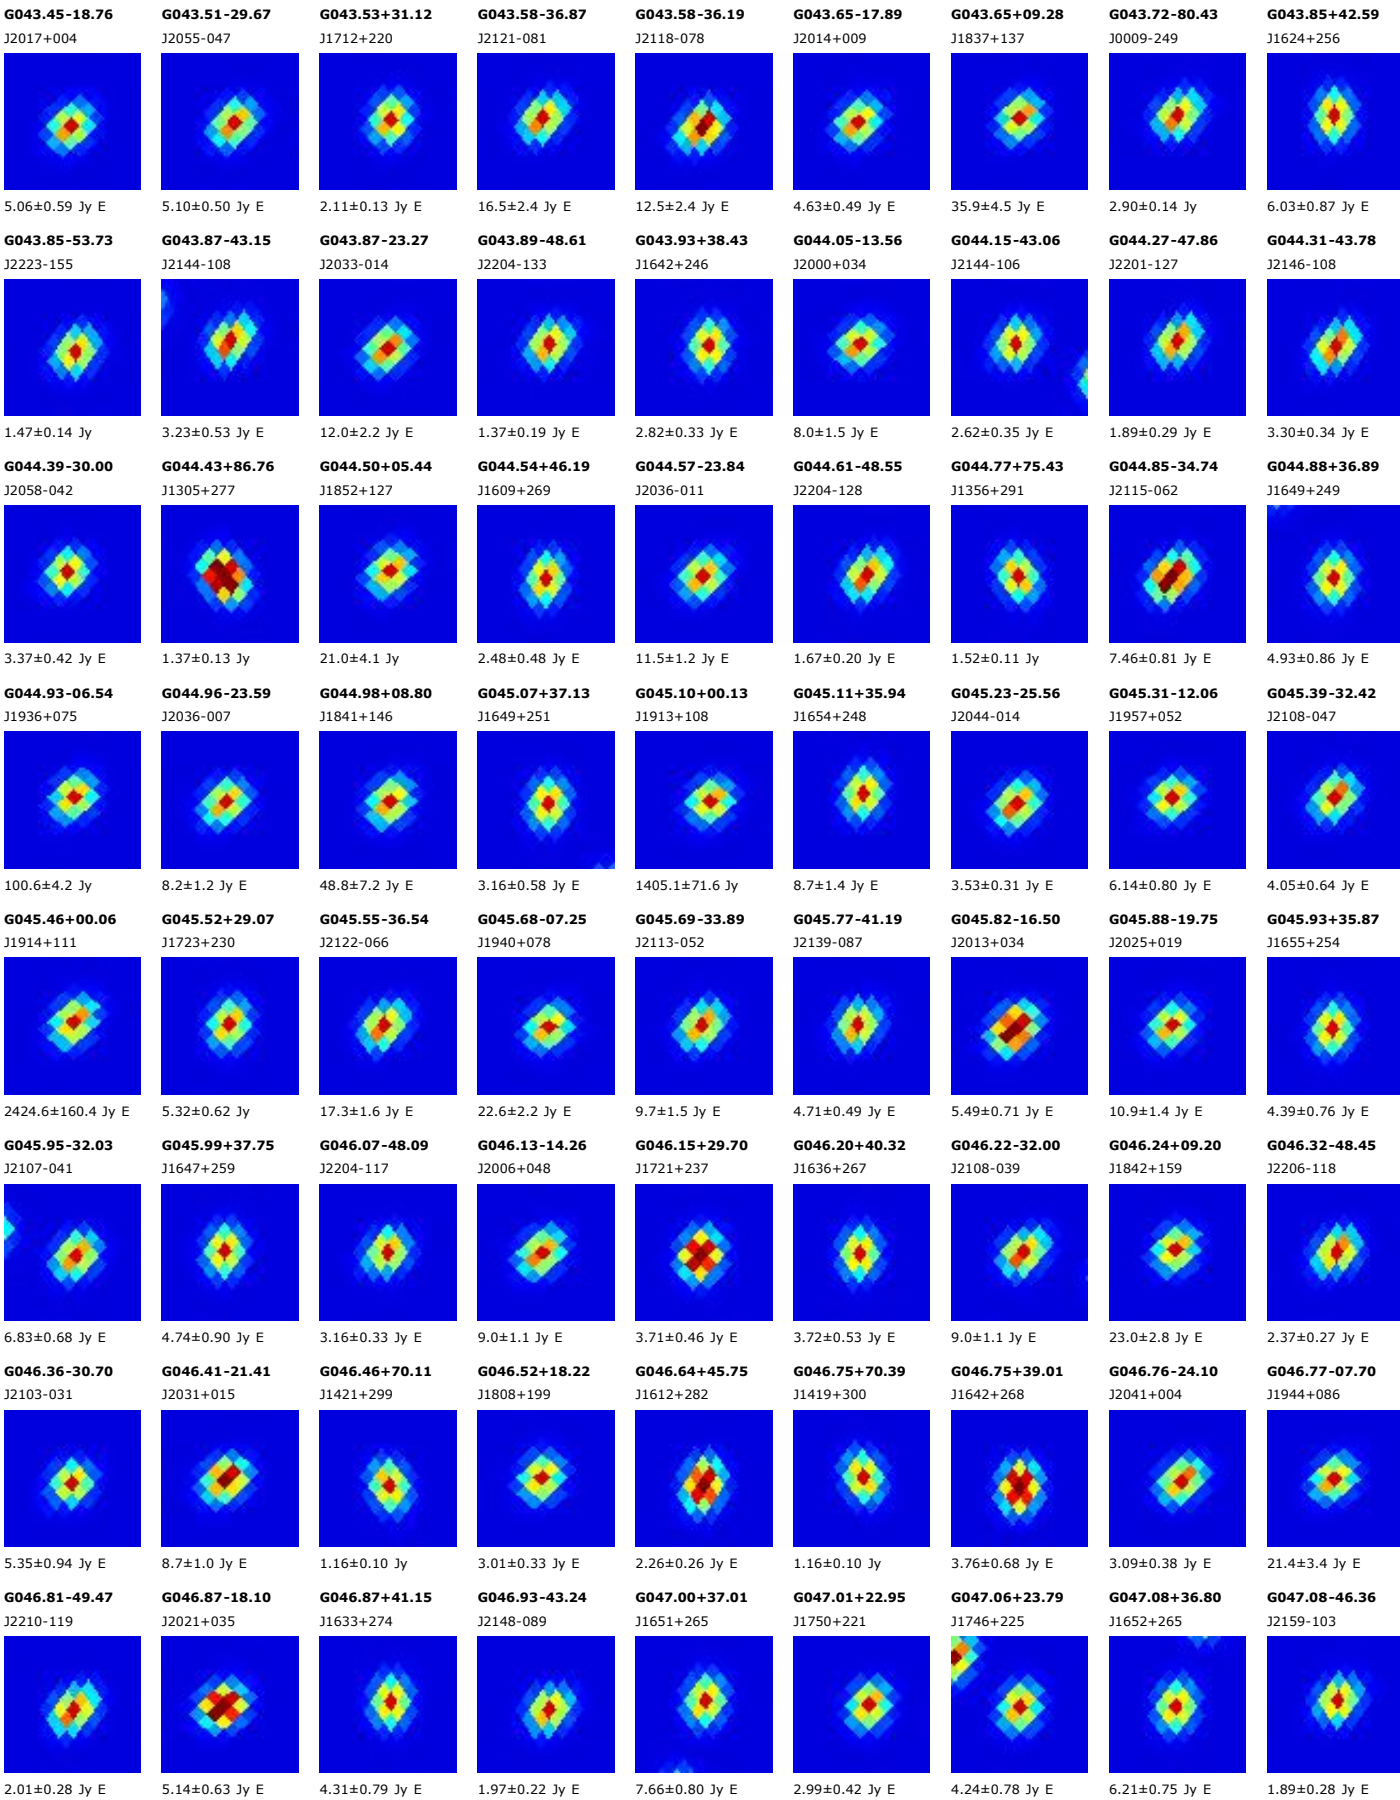 G043.45-18.76 G043.51-29.67 G043.53+31.12 G043.58-36.87 G043.58-36.19 G043.65-17.89 G043.65+09.28 G043.72-80.43 G043.85+42.59
J2017+004 J2055-047 J1712+220 J2121-081 J2118-078 J2014+009 J1837+137 J0009-249 J1624+256
5.06±0.59 Jy E 5.10±0.50 Jy E 2.11±0.13 Jy E 16.5±2.4 Jy E 12.5±2.4 Jy E 4.63±0.49 Jy E 35.9±4.5 Jy E 2.90±0.14 Jy 6.03±0.87 Jy E
G043.85-53.73 G043.87-43.15 G043.87-23.27 G043.89-48.61 G043.93+38.43 G044.05-13.56 G044.15-43.06 G044.27-47.86 G044.31-43.78
J2223-155 J2144-108 J2033-014 J2204-133 J1642+246 J2000+034 J2144-106 J2201-127 J2146-108
1.47±0.14 Jy 3.23±0.53 Jy E 12.0±2.2 Jy E 1.37±0.19 Jy E 2.82±0.33 Jy E 8.0±1.5 Jy E 2.62±0.35 Jy E 1.89±0.29 Jy E 3.30±0.34 Jy E
G044.39-30.00 G044.43+86.76 G044.50+05.44 G044.54+46.19 G044.57-23.84 G044.61-48.55 G044.77+75.43 G044.85-34.74 G044.88+36.89
J2058-042 J1305+277 J1852+127 J1609+269 J2036-011 J2204-128 J1356+291 J2115-062 J1649+249
3.37±0.42 Jy E 1.37±0.13 Jy 21.0±4.1 Jy 2.48±0.48 Jy E 11.5±1.2 Jy E 1.67±0.20 Jy E 1.52±0.11 Jy 7.46±0.81 Jy E 4.93±0.86 Jy E
G044.93-06.54 G044.96-23.59 G044.98+08.80 G045.07+37.13 G045.10+00.13 G045.11+35.94 G045.23-25.56 G045.31-12.06 G045.39-32.42
J1936+075 J2036-007 J1841+146 J1649+251 J1913+108 J1654+248 J2044-014 J1957+052 J2108-047
100.6±4.2 Jy 8.2±1.2 Jy E 48.8±7.2 Jy E 3.16±0.58 Jy E 1405.1±71.6 Jy 8.7±1.4 Jy E 3.53±0.31 Jy E 6.14±0.80 Jy E 4.05±0.64 Jy E
G045.46+00.06 G045.52+29.07 G045.55-36.54 G045.68-07.25 G045.69-33.89 G045.77-41.19 G045.82-16.50 G045.88-19.75 G045.93+35.87
J1914+111 J1723+230 J2122-066 J1940+078 J2113-052 J2139-087 J2013+034 J2025+019 J1655+254
2424.6±160.4 Jy E 5.32±0.62 Jy 17.3±1.6 Jy E 22.6±2.2 Jy E 9.7±1.5 Jy E 4.71±0.49 Jy E 5.49±0.71 Jy E 10.9±1.4 Jy E 4.39±0.76 Jy E
G045.95-32.03 G045.99+37.75 G046.07-48.09 G046.13-14.26 G046.15+29.70 G046.20+40.32 G046.22-32.00 G046.24+09.20 G046.32-48.45
J2107-041 J1647+259 J2204-117 J2006+048 J1721+237 J1636+267 J2108-039 J1842+159 J2206-118
6.83±0.68 Jy E 4.74±0.90 Jy E 3.16±0.33 Jy E 9.0±1.1 Jy E 3.71±0.46 Jy E 3.72±0.53 Jy E 9.0±1.1 Jy E 23.0±2.8 Jy E 2.37±0.27 Jy E
G046.36-30.70 G046.41-21.41 G046.46+70.11 G046.52+18.22 G046.64+45.75 G046.75+70.39 G046.75+39.01 G046.76-24.10 G046.77-07.70
J2103-031 J2031+015 J1421+299 J1808+199 J1612+282 J1419+300 J1642+268 J2041+004 J1944+086
5.35±0.94 Jy E 8.7±1.0 Jy E 1.16±0.10 Jy 3.01±0.33 Jy E 2.26±0.26 Jy E 1.16±0.10 Jy 3.76±0.68 Jy E 3.09±0.38 Jy E 21.4±3.4 Jy E
G046.81-49.47 G046.87-18.10 G046.87+41.15 G046.93-43.24 G047.00+37.01 G047.01+22.95 G047.06+23.79 G047.08+36.80 G047.08-46.36
J2210-119 J2021+035 J1633+274 J2148-089 J1651+265 J1750+221 J1746+225 J1652+265 J2159-103
2.01±0.28 Jy E 5.14±0.63 Jy E 4.31±0.79 Jy E 1.97±0.22 Jy E 7.66±0.80 Jy E 2.99±0.42 Jy E 4.24±0.78 Jy E 6.21±0.75 Jy E 1.89±0.28 Jy E